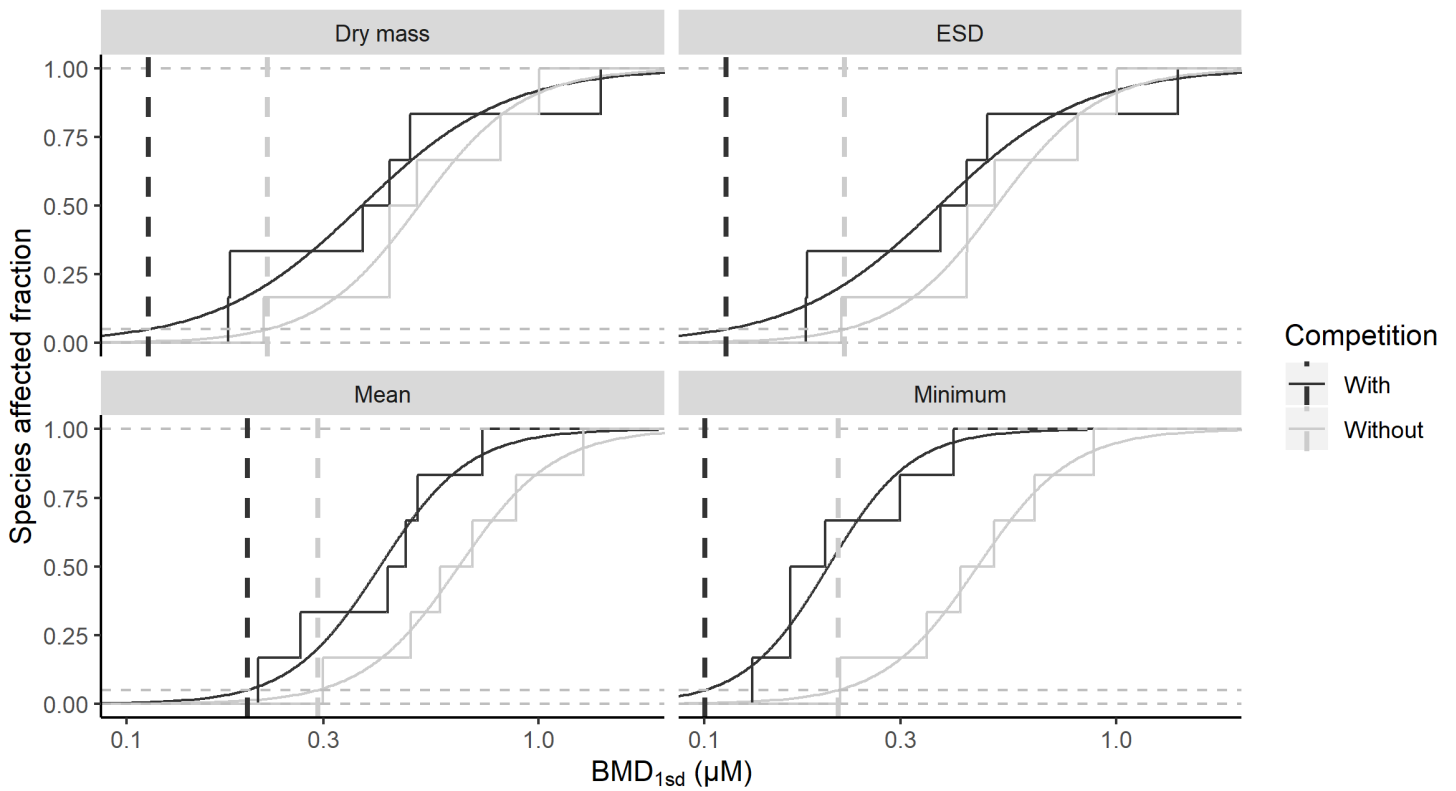 Dry mass
ESD
1.00
0.75
0.50
0.25
0.00
Mean
Minimum
1.00
0.75
0.50
0.25
0.00
0.1
0.3
1.0
0.1
0.3
1.0
Species affected fraction
BMD1sd (µM)
Competition
With
Without